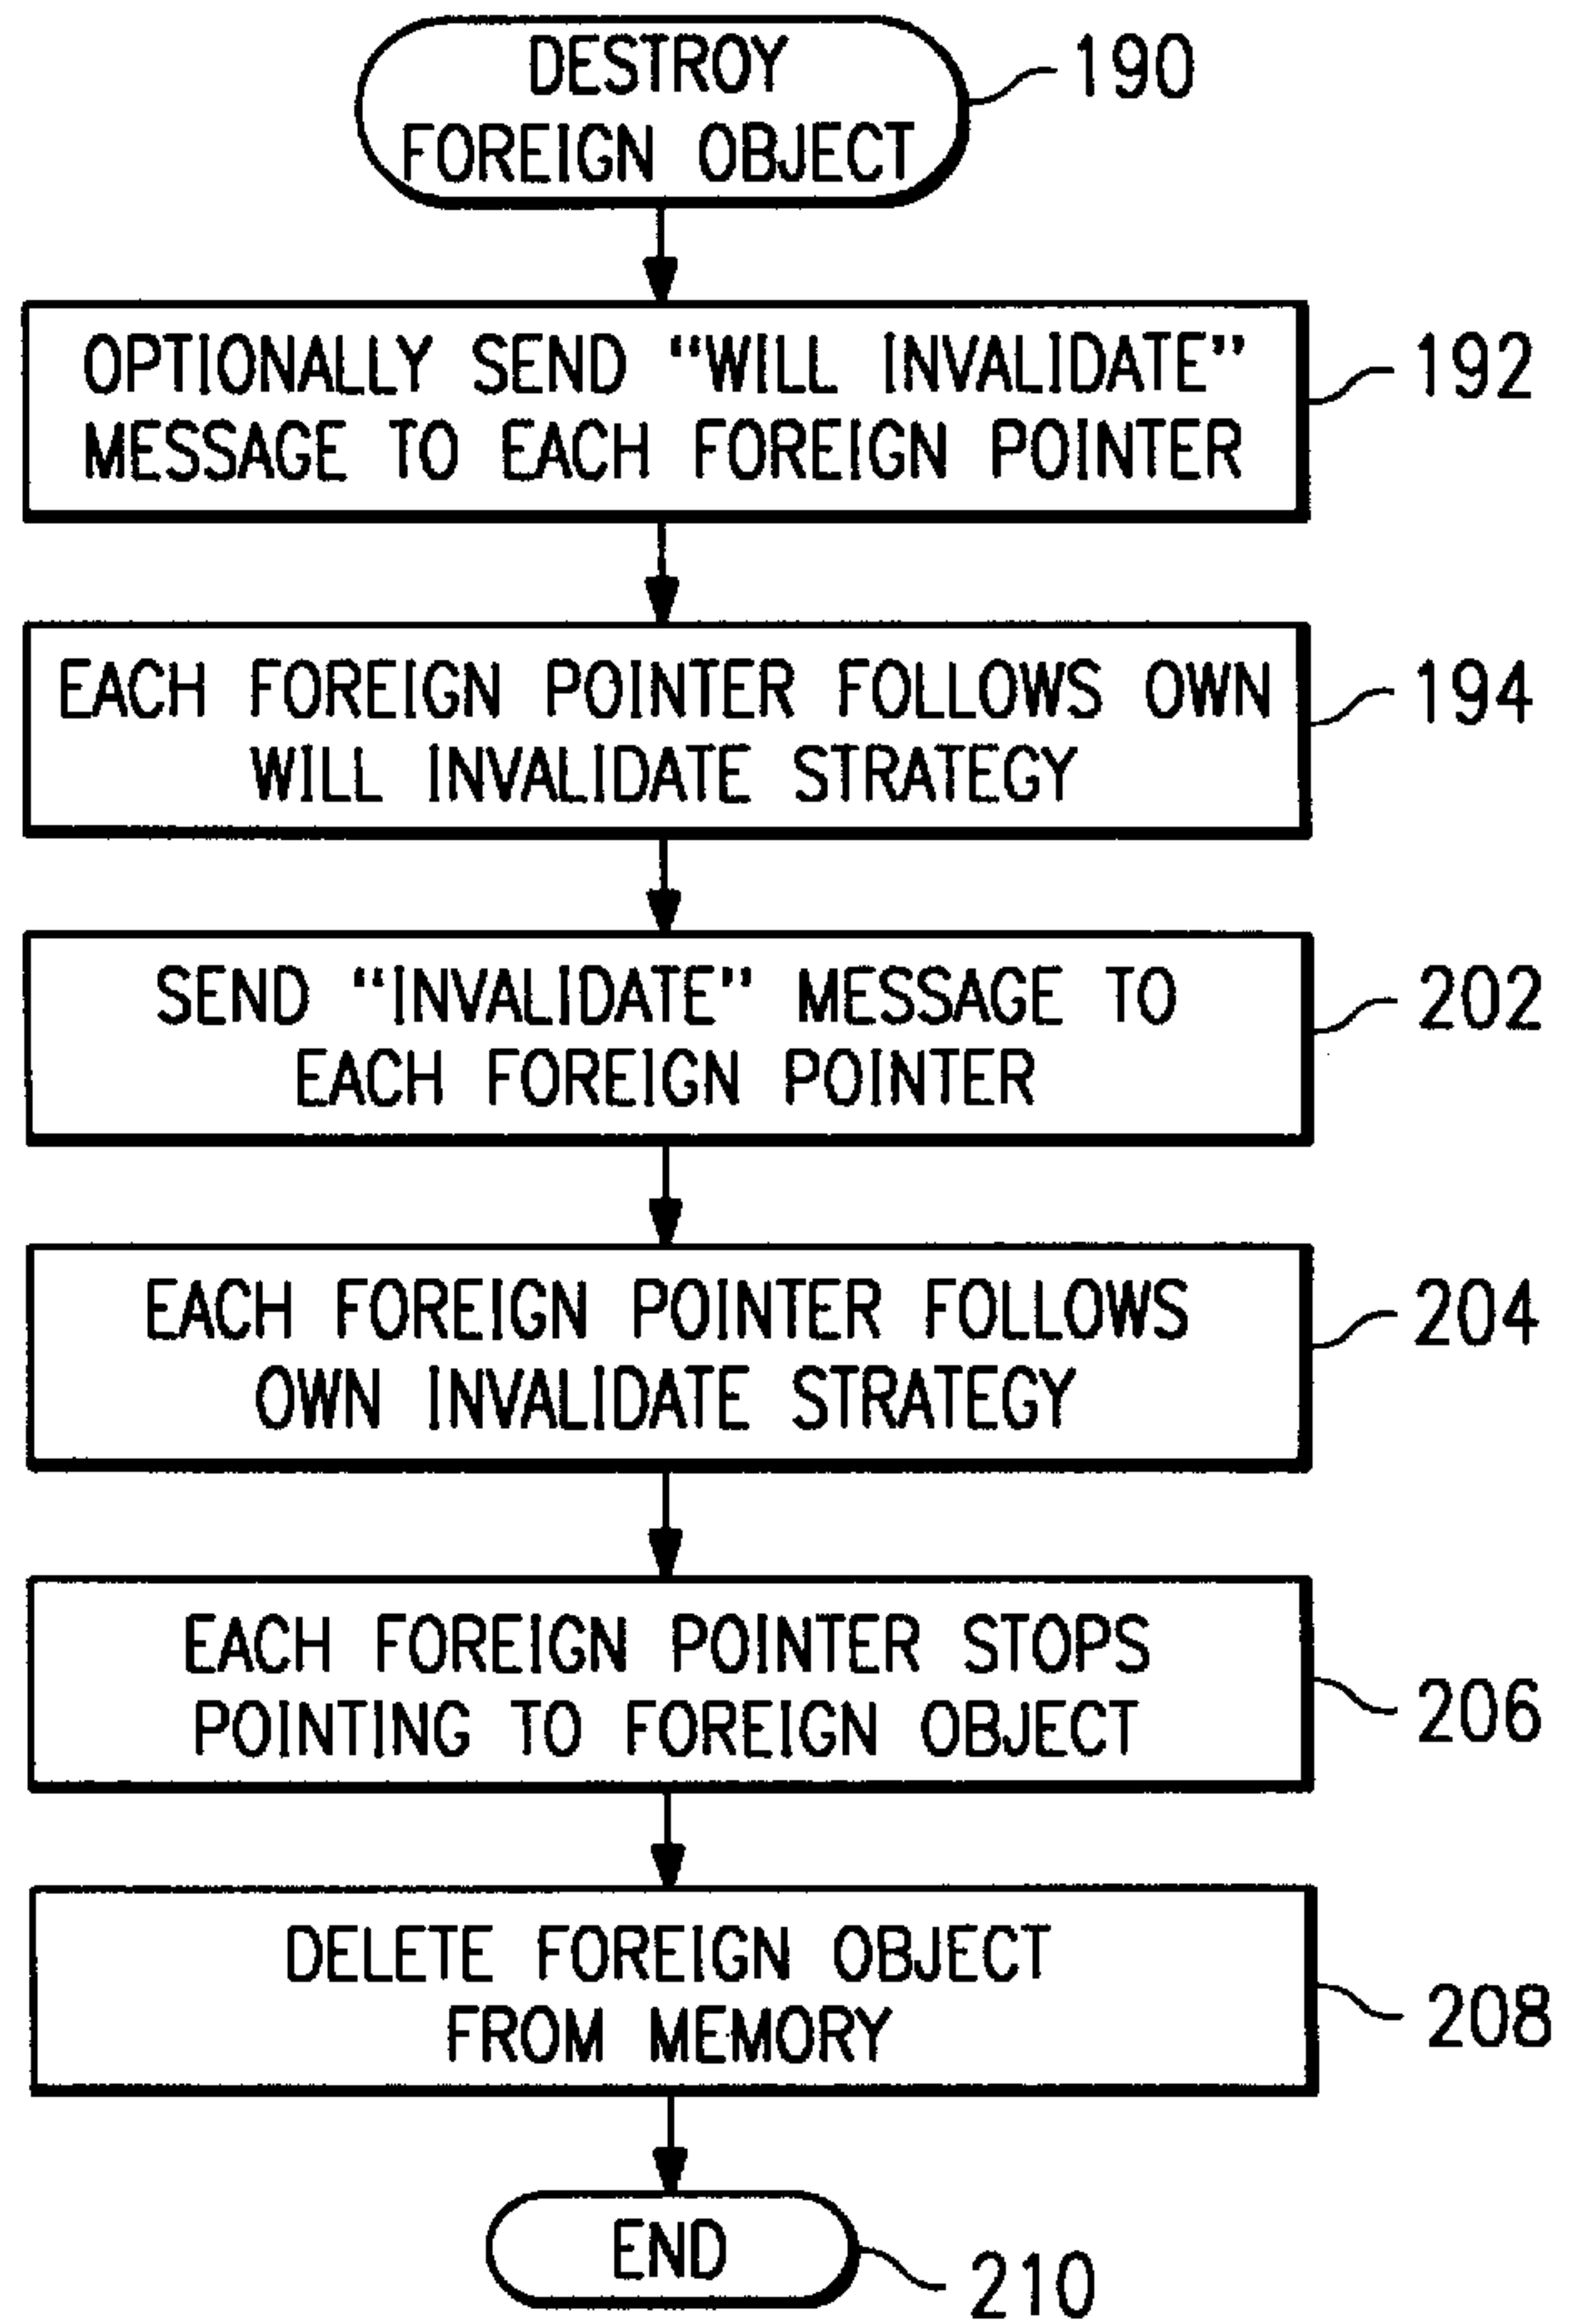 DESTROY
FOREIGN OBJECT
190
OPTIONALLY SEND "WILL INVALIDATE"
MESSAGE TO EACH FOREIGN POINTER
192
EACH FOREIGN POINTER FOLLOWS OWN
WILL INVALIDATE STRATEGY
194
SEND "INVALIDATE" MESSAGE TO
EACH FOREIGN POINTER
202
EACH FOREIGN POINTER FOLLOWS
OWN INVALIDATE STRATEGY
204
EACH FOREIGN POINTER STOPS
POINTING TO FOREIGN OBJECT
206
DELETE FOREIGN OBJECT
FROM MEMORY
208
END
210